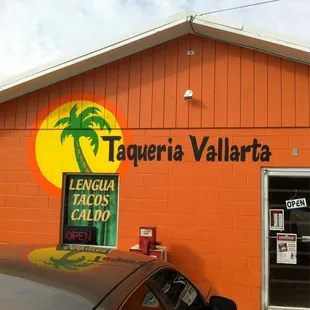 Taqueria Vallarta
LENGUA
TACOS
CALDO
OPEN
OPEN